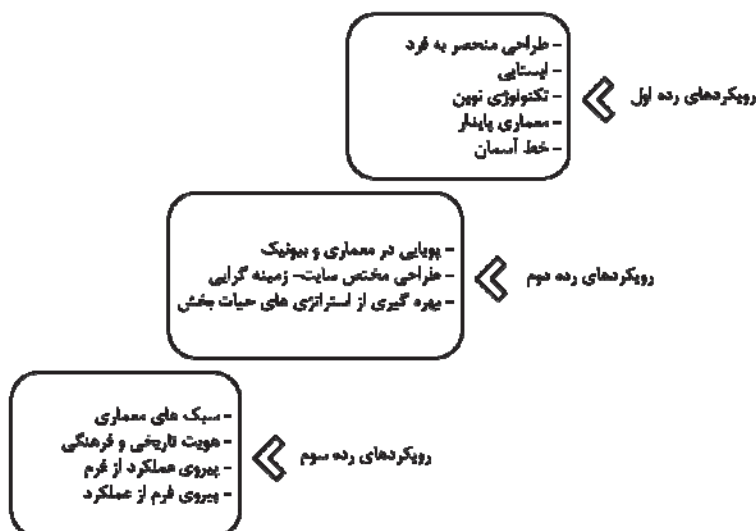 رویکردهای رده اول
- طراحی منحصر به فرد
- ایستایی
- تکنولوژی نوین
- معماری پایدار
- خط آسمان
رویکردهای رده دوم
- پویایی در معماری و بیونیک
- طراحی مختص سایت- زمینه گرایی
- بهره گیری از استراتژی های حیات بخش
رویکردهای رده سوم
- سبک های معماری
- هویت تاریخی و فرهنگی
- پیروی عملکرد از فرم
- پیروی فرم از عملکرد